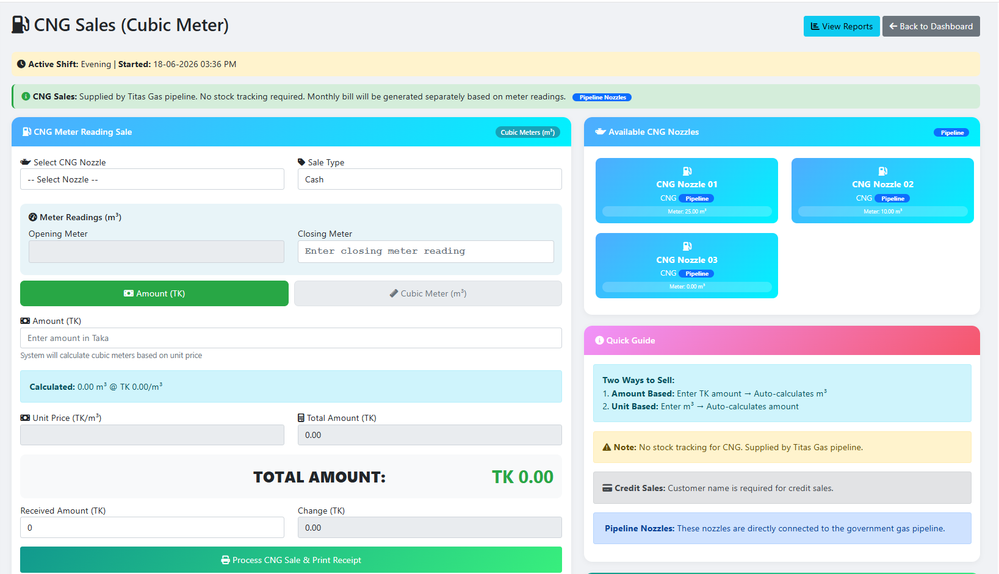 CNG Sales (Cubic Meter)
View Reports
Back to Dashboard
Active Shift: Evening | Started: 18-06-2026 03:36 PM
CNG Sales: Supplied by Titas Gas pipeline. No stock tracking required. Monthly bill will be generated separately based on meter readings. Pipeline Nozzles
CNG Meter Reading Sale
Cubic Meters (m³)
Select CNG Nozzle
-- Select Nozzle --
Sale Type
Cash
Meter Readings (m³)
Opening Meter
Closing Meter
Enter closing meter reading
Amount (TK)
Cubic Meter (m³)
Amount (TK)
Enter amount in Taka
System will calculate cubic meters based on unit price
Calculated: 0.00 m³ @ TK 0.00/m³
Unit Price (TK/m³)
Total Amount (TK)
0.00
TOTAL AMOUNT:
TK 0.00
Received Amount (TK)
0
Change (TK)
0.00
Process CNG Sale & Print Receipt
Available CNG Nozzles
Pipeline
CNG Nozzle 01
CNG Pipeline
Meter: 25.00 m³
CNG Nozzle 02
CNG Pipeline
Meter: 10.00 m³
CNG Nozzle 03
CNG Pipeline
Meter: 0.00 m³
Quick Guide
Two Ways to Sell:
1. Amount Based: Enter TK amount → Auto-calculates m³
2. Unit Based: Enter m³ → Auto-calculates amount
Note: No stock tracking for CNG. Supplied by Titas Gas pipeline.
Credit Sales: Customer name is required for credit sales.
Pipeline Nozzles: These nozzles are directly connected to the government gas pipeline.